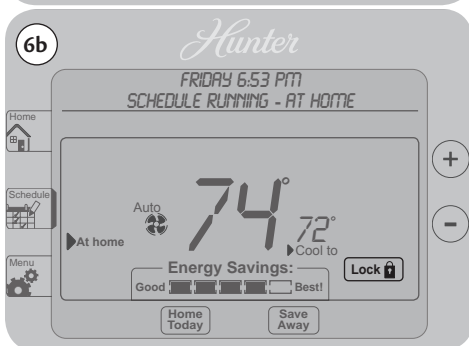 6b
Hunter
FRIDAY 6:53 PM
SCHEDULE RUNNING - AT HOME
Home
Schedule
Menu
+
-
Auto
74°
72°
At home
Cool to
Lock
Energy Savings:
Good
Best!
Home
Today
Save
Away